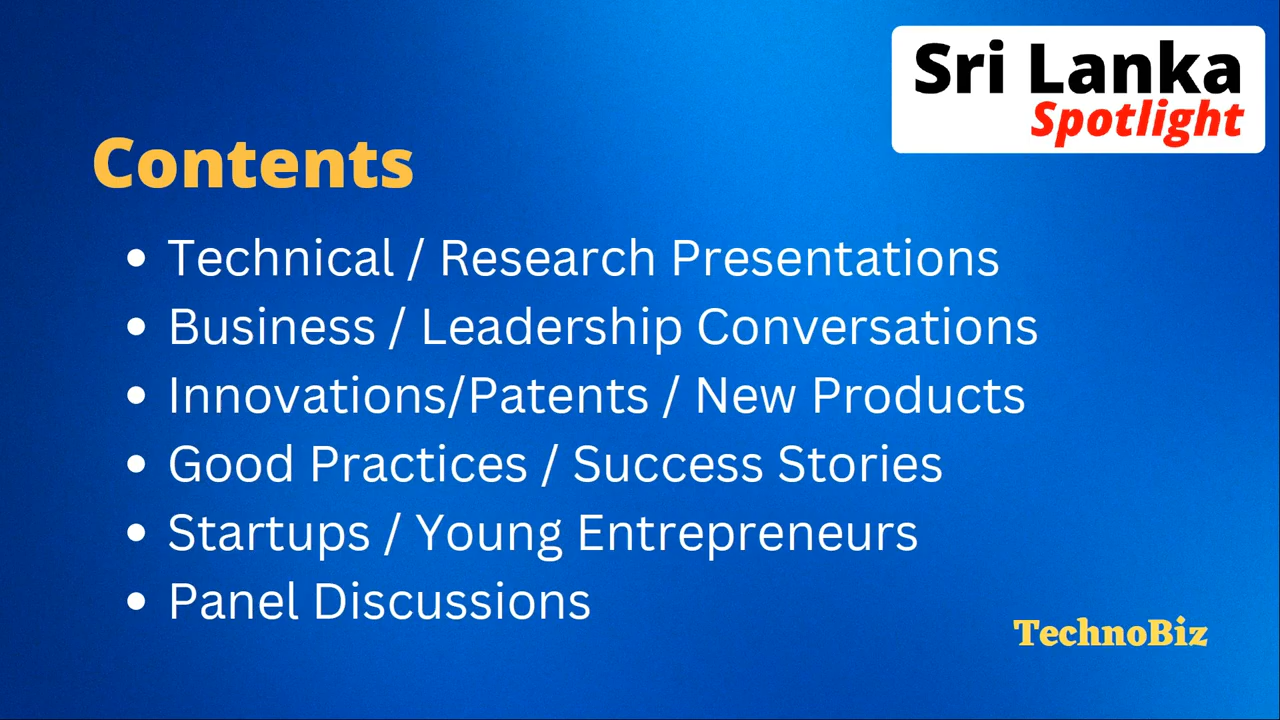 Sri Lanka
Spotlight
Contents
• Technical / Research Presentations
• Business / Leadership Conversations
• Innovations/Patents / New Products
• Good Practices / Success Stories
• Startups / Young Entrepreneurs
• Panel Discussions
TechnoBiz